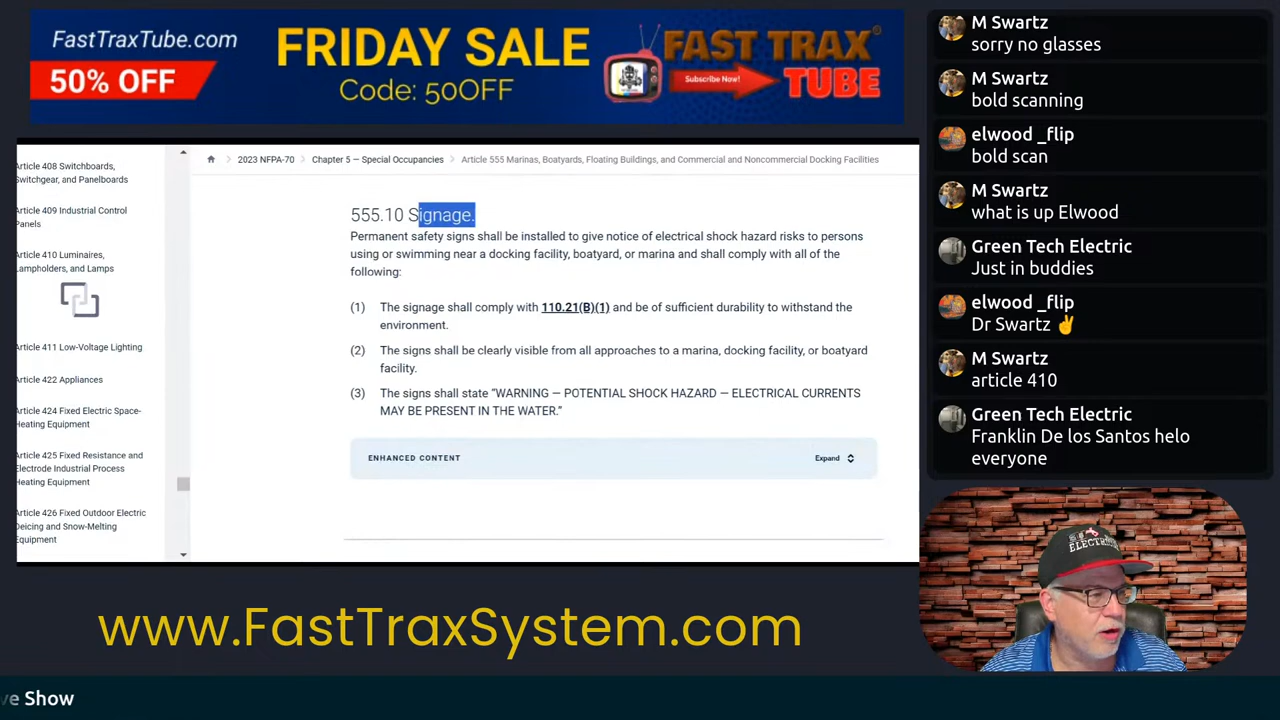 FastTraxTube.com
50% OFF
FRIDAY SALE
Code: 50OFF
FAST TRAX®
Subscribe Now!
TUBE
Article 408 Switchboards,
Switchgear, and Panelboards
Article 409 Industrial Control
Panels
Article 410 Luminaires,
Lampholders, and Lamps
Article 411 Low-Voltage Lighting
Article 422 Appliances
Article 424 Fixed Electric Space-
Heating Equipment
Article 425 Fixed Resistance and
Electrode Industrial Process
Heating Equipment
Article 426 Fixed Outdoor Electric
Deicing and Snow-Melting
Equipment
2023 NFPA-70 > Chapter 5 — Special Occupancies > Article 555 Marinas, Boatyards, Floating Buildings, and Commercial and Noncommercial Docking Facilities
555.10 Signage.
Permanent safety signs shall be installed to give notice of electrical shock hazard risks to persons
using or swimming near a docking facility, boatyard, or marina and shall comply with all of the
following:
(1) The signage shall comply with 110.21(B)(1) and be of sufficient durability to withstand the
environment.
(2) The signs shall be clearly visible from all approaches to a marina, docking facility, or boatyard
facility.
(3) The signs shall state “WARNING — POTENTIAL SHOCK HAZARD — ELECTRICAL CURRENTS
MAY BE PRESENT IN THE WATER.”
ENHANCED CONTENT Expand
M Swartz
sorry no glasses
M Swartz
bold scanning
elwood _flip
bold scan
M Swartz
what is up Elwood
Green Tech Electric
Just in buddies
elwood _flip
Dr Swartz ✌
M Swartz
article 410
Green Tech Electric
Franklin De los Santos helo
everyone
ELECTRIC
www.FastTraxSystem.com
ve Show